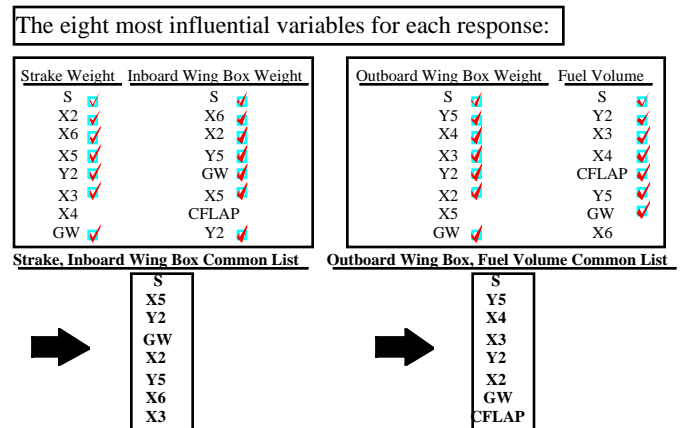 The eight most influential variables for each response:
Strake Weight Inboard Wing Box Weight
S S
X2 X6
X6 X2
X5 Y5
Y2 GW
X3 X5
X4 CFLAP
GW Y2
Outboard Wing Box Weight Fuel Volume
S S
Y5 Y2
X4 X3
X3 X4
Y2 CFLAP
X2 Y5
X5 GW
GW X6
Strake, Inboard Wing Box Common List
S
X5
Y2
GW
X2
Y5
X6
X3
Outboard Wing Box, Fuel Volume Common List
S
Y5
X4
X3
Y2
X2
GW
CFLAP